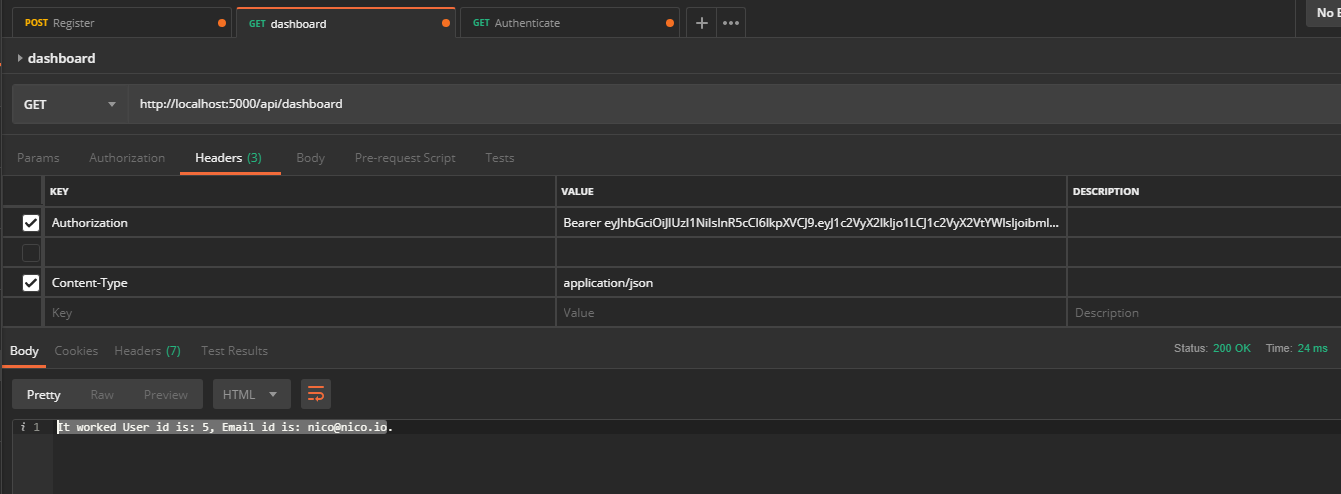 POST Register
GET dashboard
GET Authenticate
No
dashboard
GET http://localhost:5000/api/dashboard
Params Authorization Headers (3) Body Pre-request Script Tests
KEY VALUE DESCRIPTION
Authorization Bearer
Content-Type application/json
Key Value Description
Body Cookies Headers (7) Test Results Status: 200 OK Time: 24 ms
Pretty Raw Preview HTML
i 1 It worked User id is: 5, Email id is: nico@nico.io.